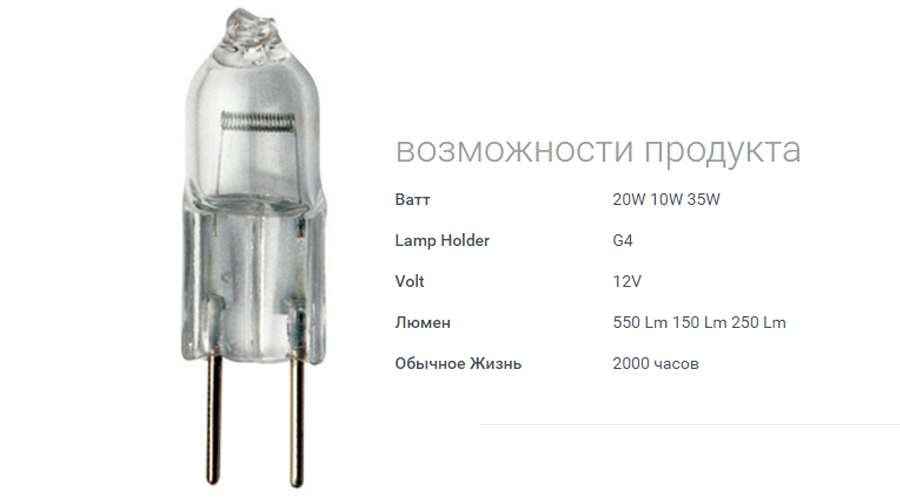 возможности продукта
Ватт 20W 10W 35W
Lamp Holder G4
Volt 12V
Люмен 550 Lm 150 Lm 250 Lm
Обычное Жизнь 2000 часов